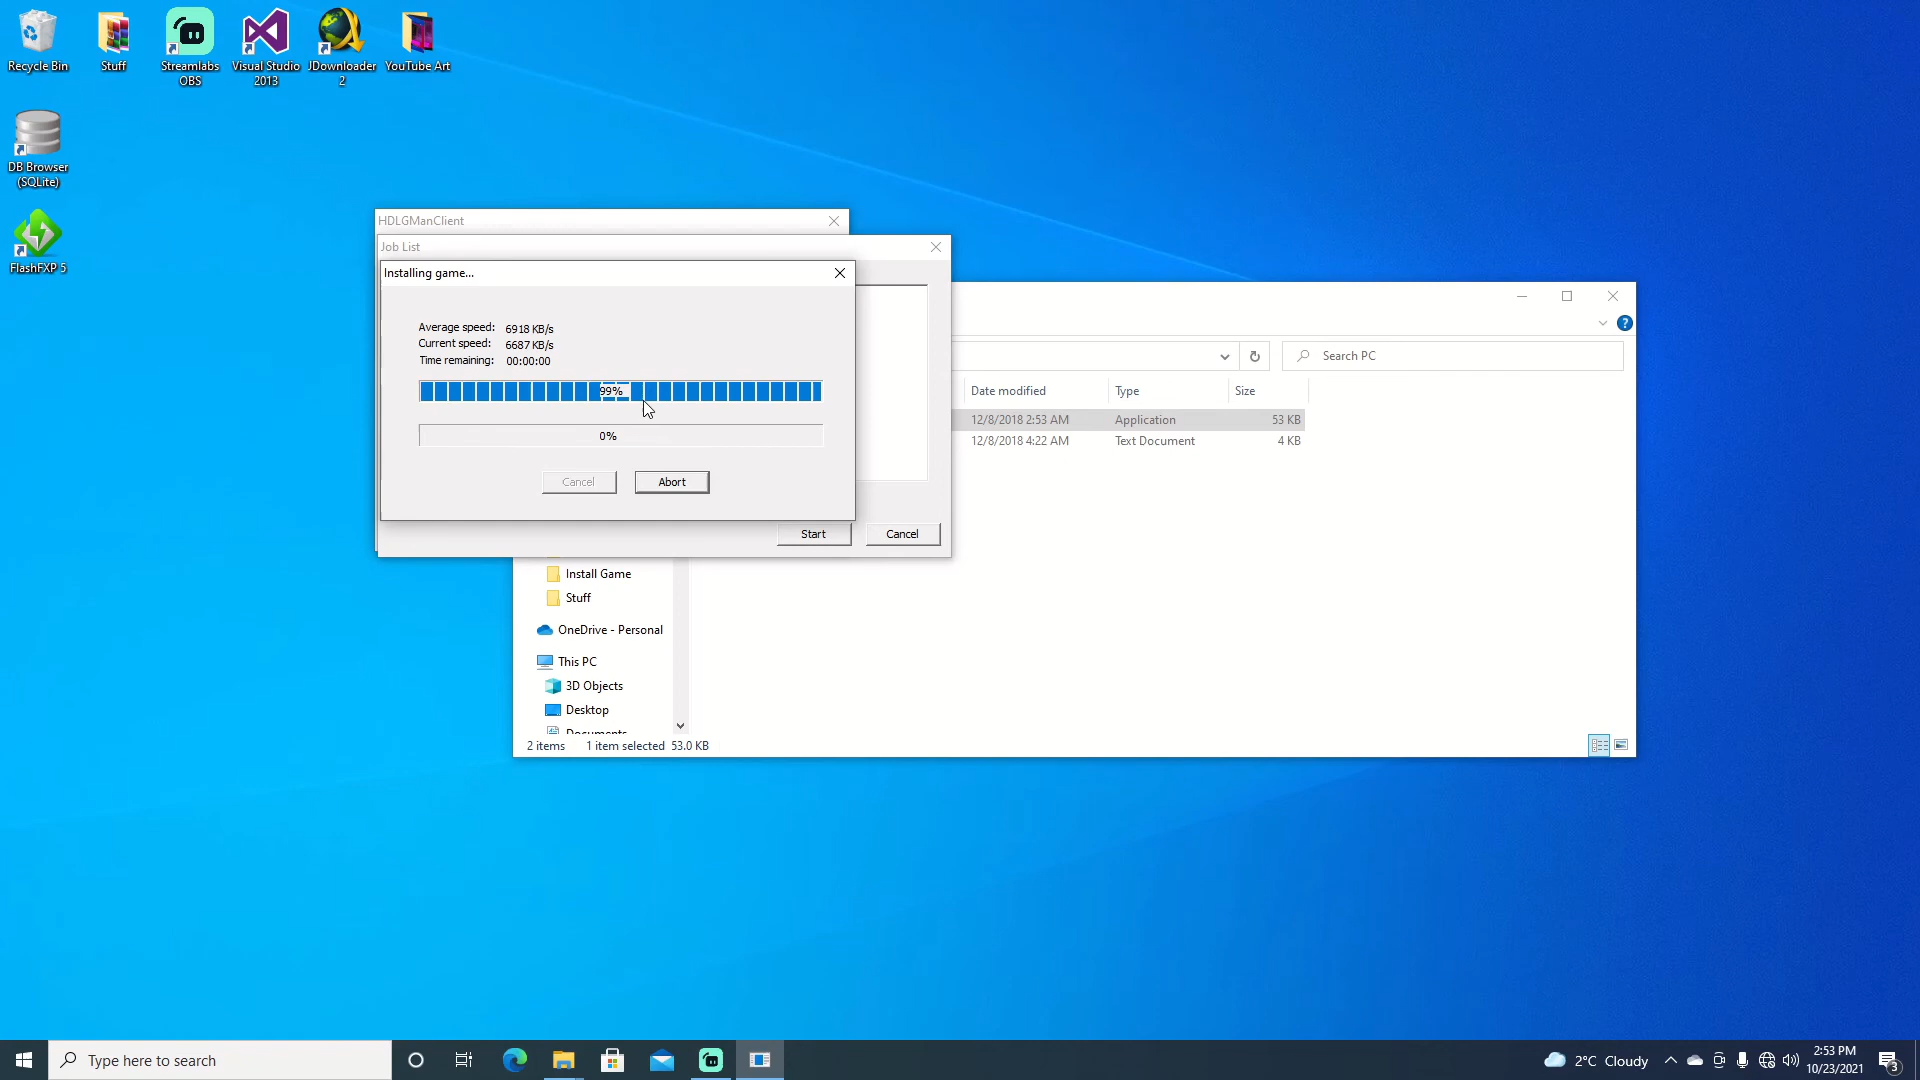 Recycle Bin
Stuff
Streamlabs
OBS
Visual Studio
2013
JDownloader
2
YouTube Art
DB Browser
(SQLite)
FlashFXP 5
HDLGManClient
Job List
Installing game...
Average speed: 6918 KB/s
Current speed: 6687 KB/s
Time remaining: 00:00:00
99%
0%
Cancel
Abort
Start
Cancel
Search PC
Date modified
Type
Size
12/8/2018 2:53 AM
Application
53 KB
12/8/2018 4:22 AM
Text Document
4 KB
Install Game
Stuff
OneDrive - Personal
This PC
3D Objects
Desktop
Documents
2 items
1 item selected 53.0 KB
Type here to search
2°C Cloudy
2:53 PM
10/23/2021
3